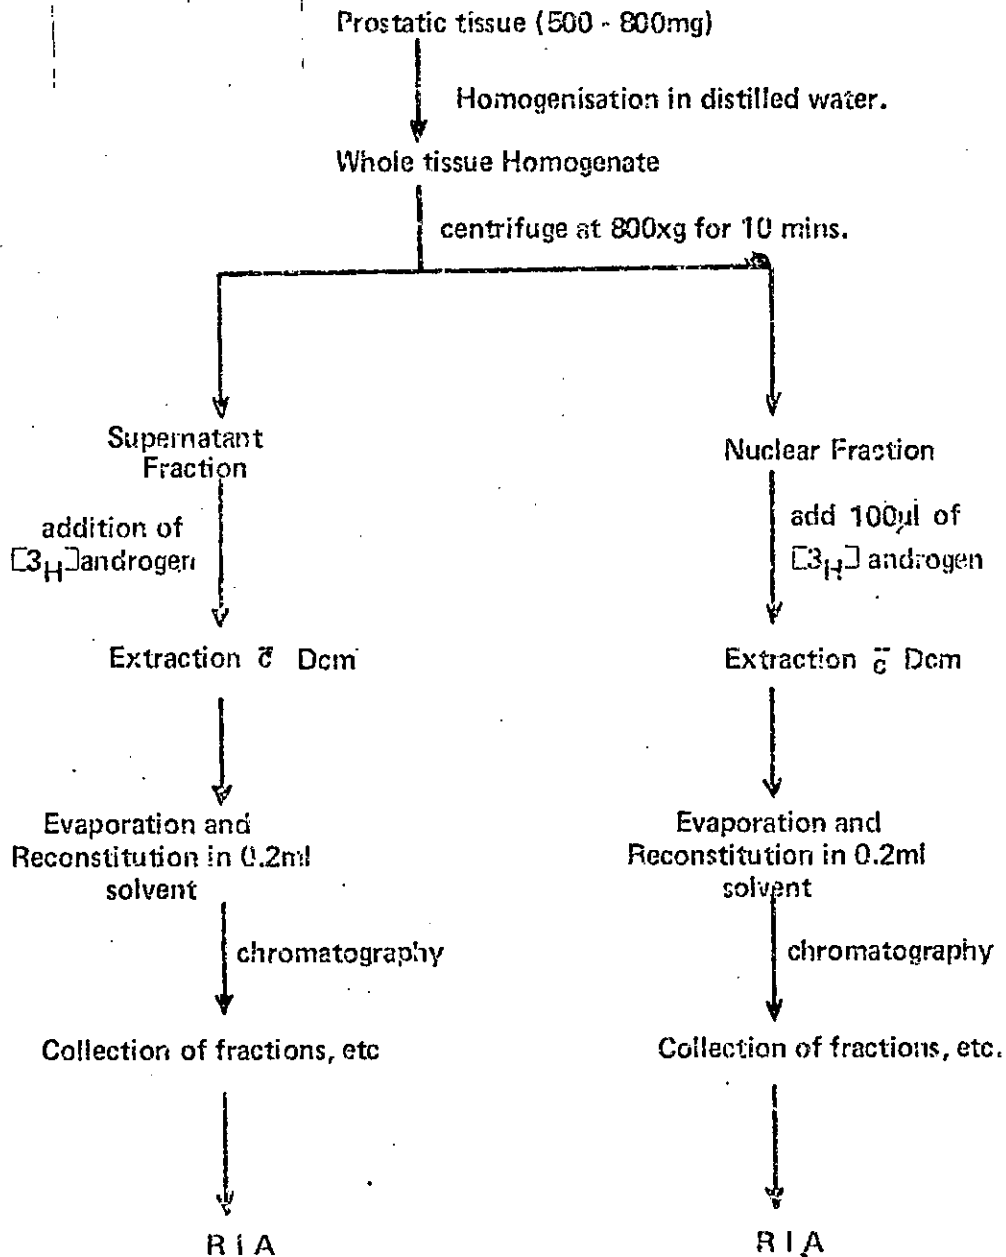 Prostatic tissue (500 - 800mg)
Homogenisation in distilled water.
Whole tissue Homogenate
centrifuge at 800xg for 10 mins.
Supernatant
Fraction
addition of
[3H]androgen
Extraction c̄ Dcm
Evaporation and
Reconstitution in 0.2ml
solvent
chromatography
Collection of fractions, etc
R I A
Nuclear Fraction
add 100µl of
[3H] androgen
Extraction c̄ Dcm
Evaporation and
Reconstitution in 0.2ml
solvent
chromatography
Collection of fractions, etc.
R I A